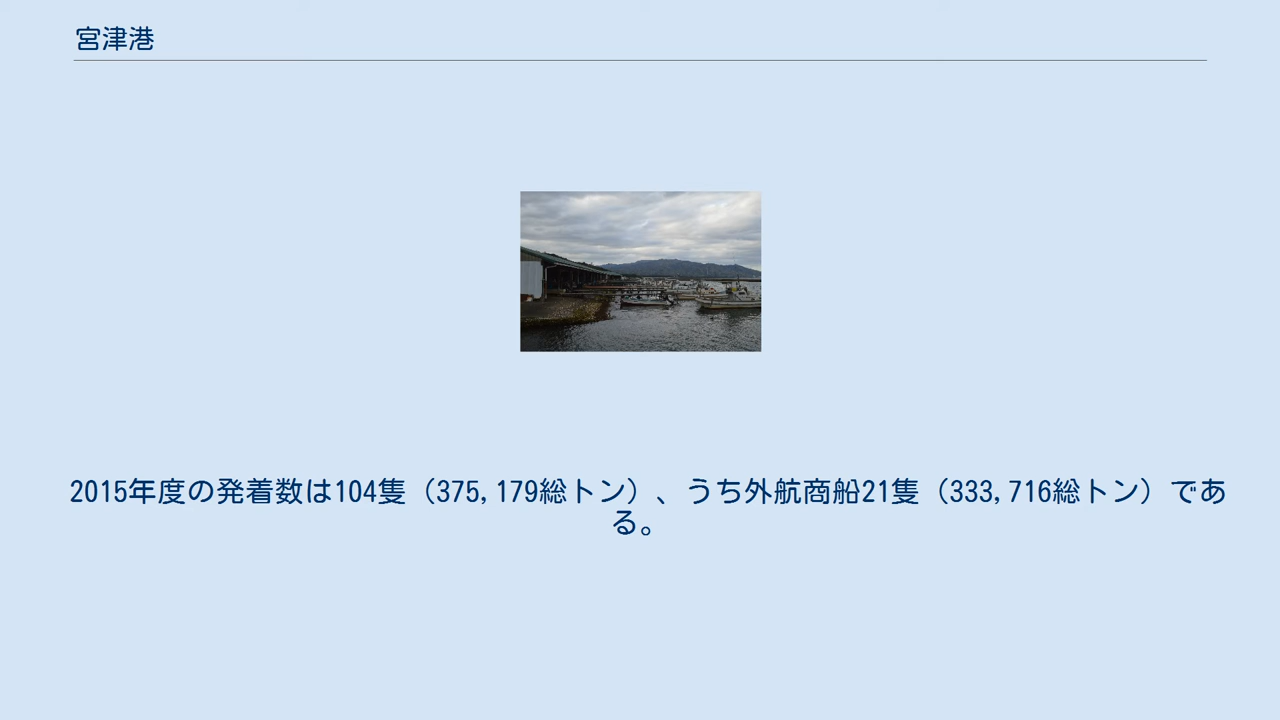 宮津港
2015年度の発着数は104隻（375,179総トン）、うち外航商船21隻（333,716総トン）であ
る。